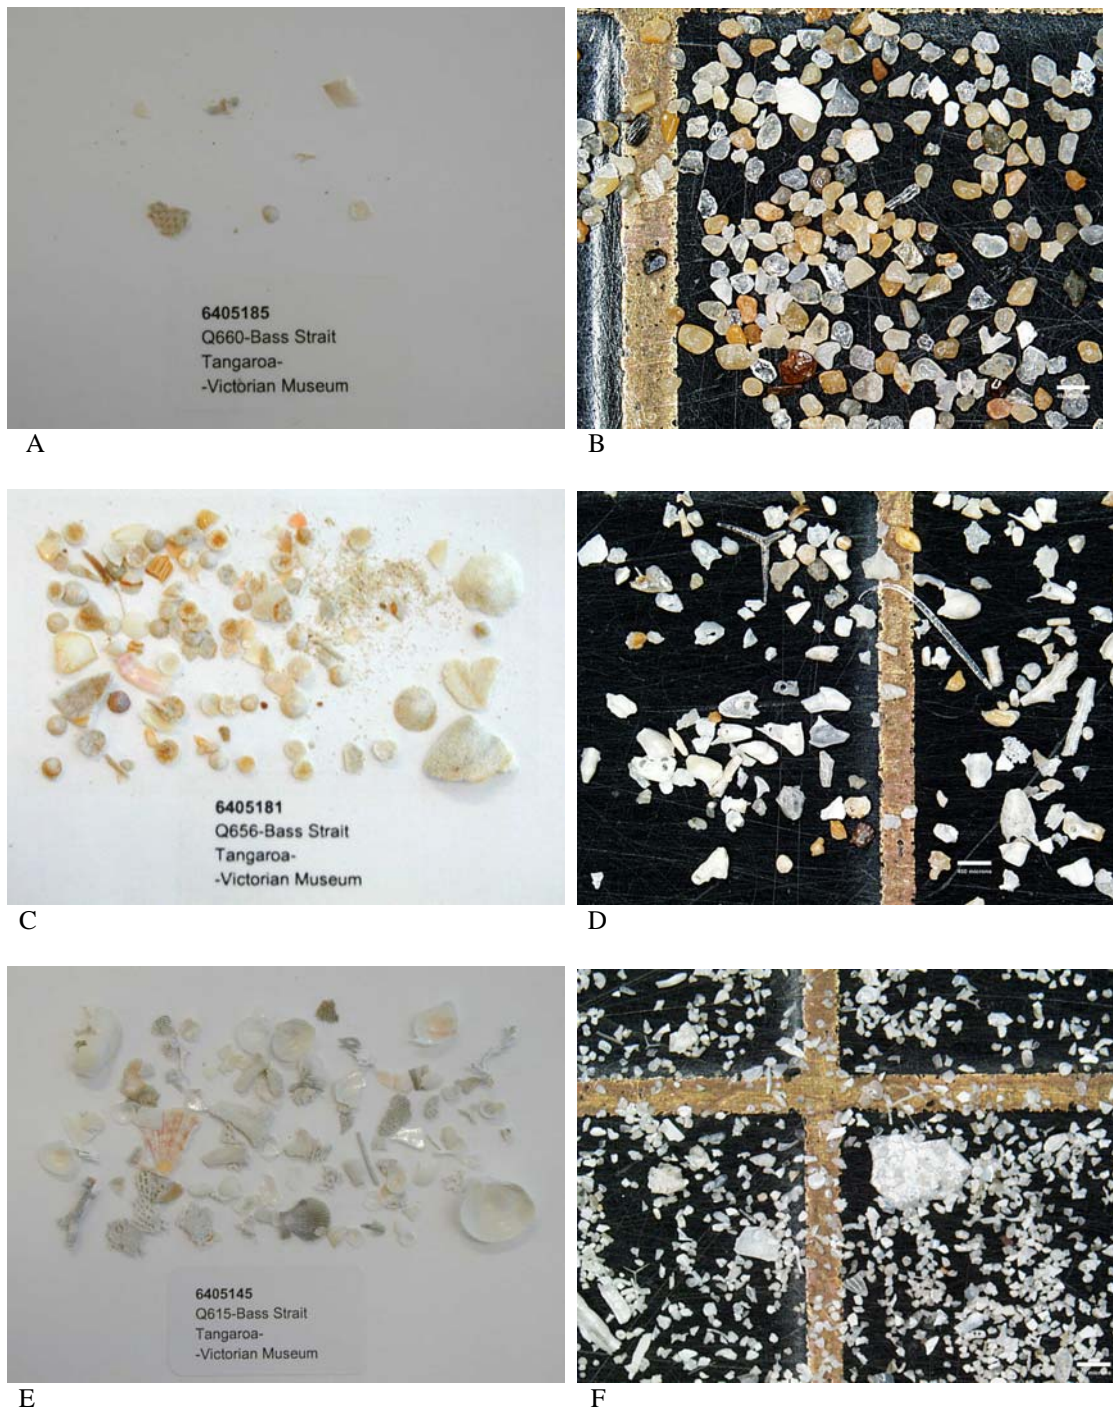 6405185
Q660-Bass Strait
Tangaroa-
-Victorian Museum
A
B
6405181
Q656-Bass Strait
Tangaroa-
-Victorian Museum
C
D
6405145
Q615-Bass Strait
Tangaroa-
-Victorian Museum
E
F